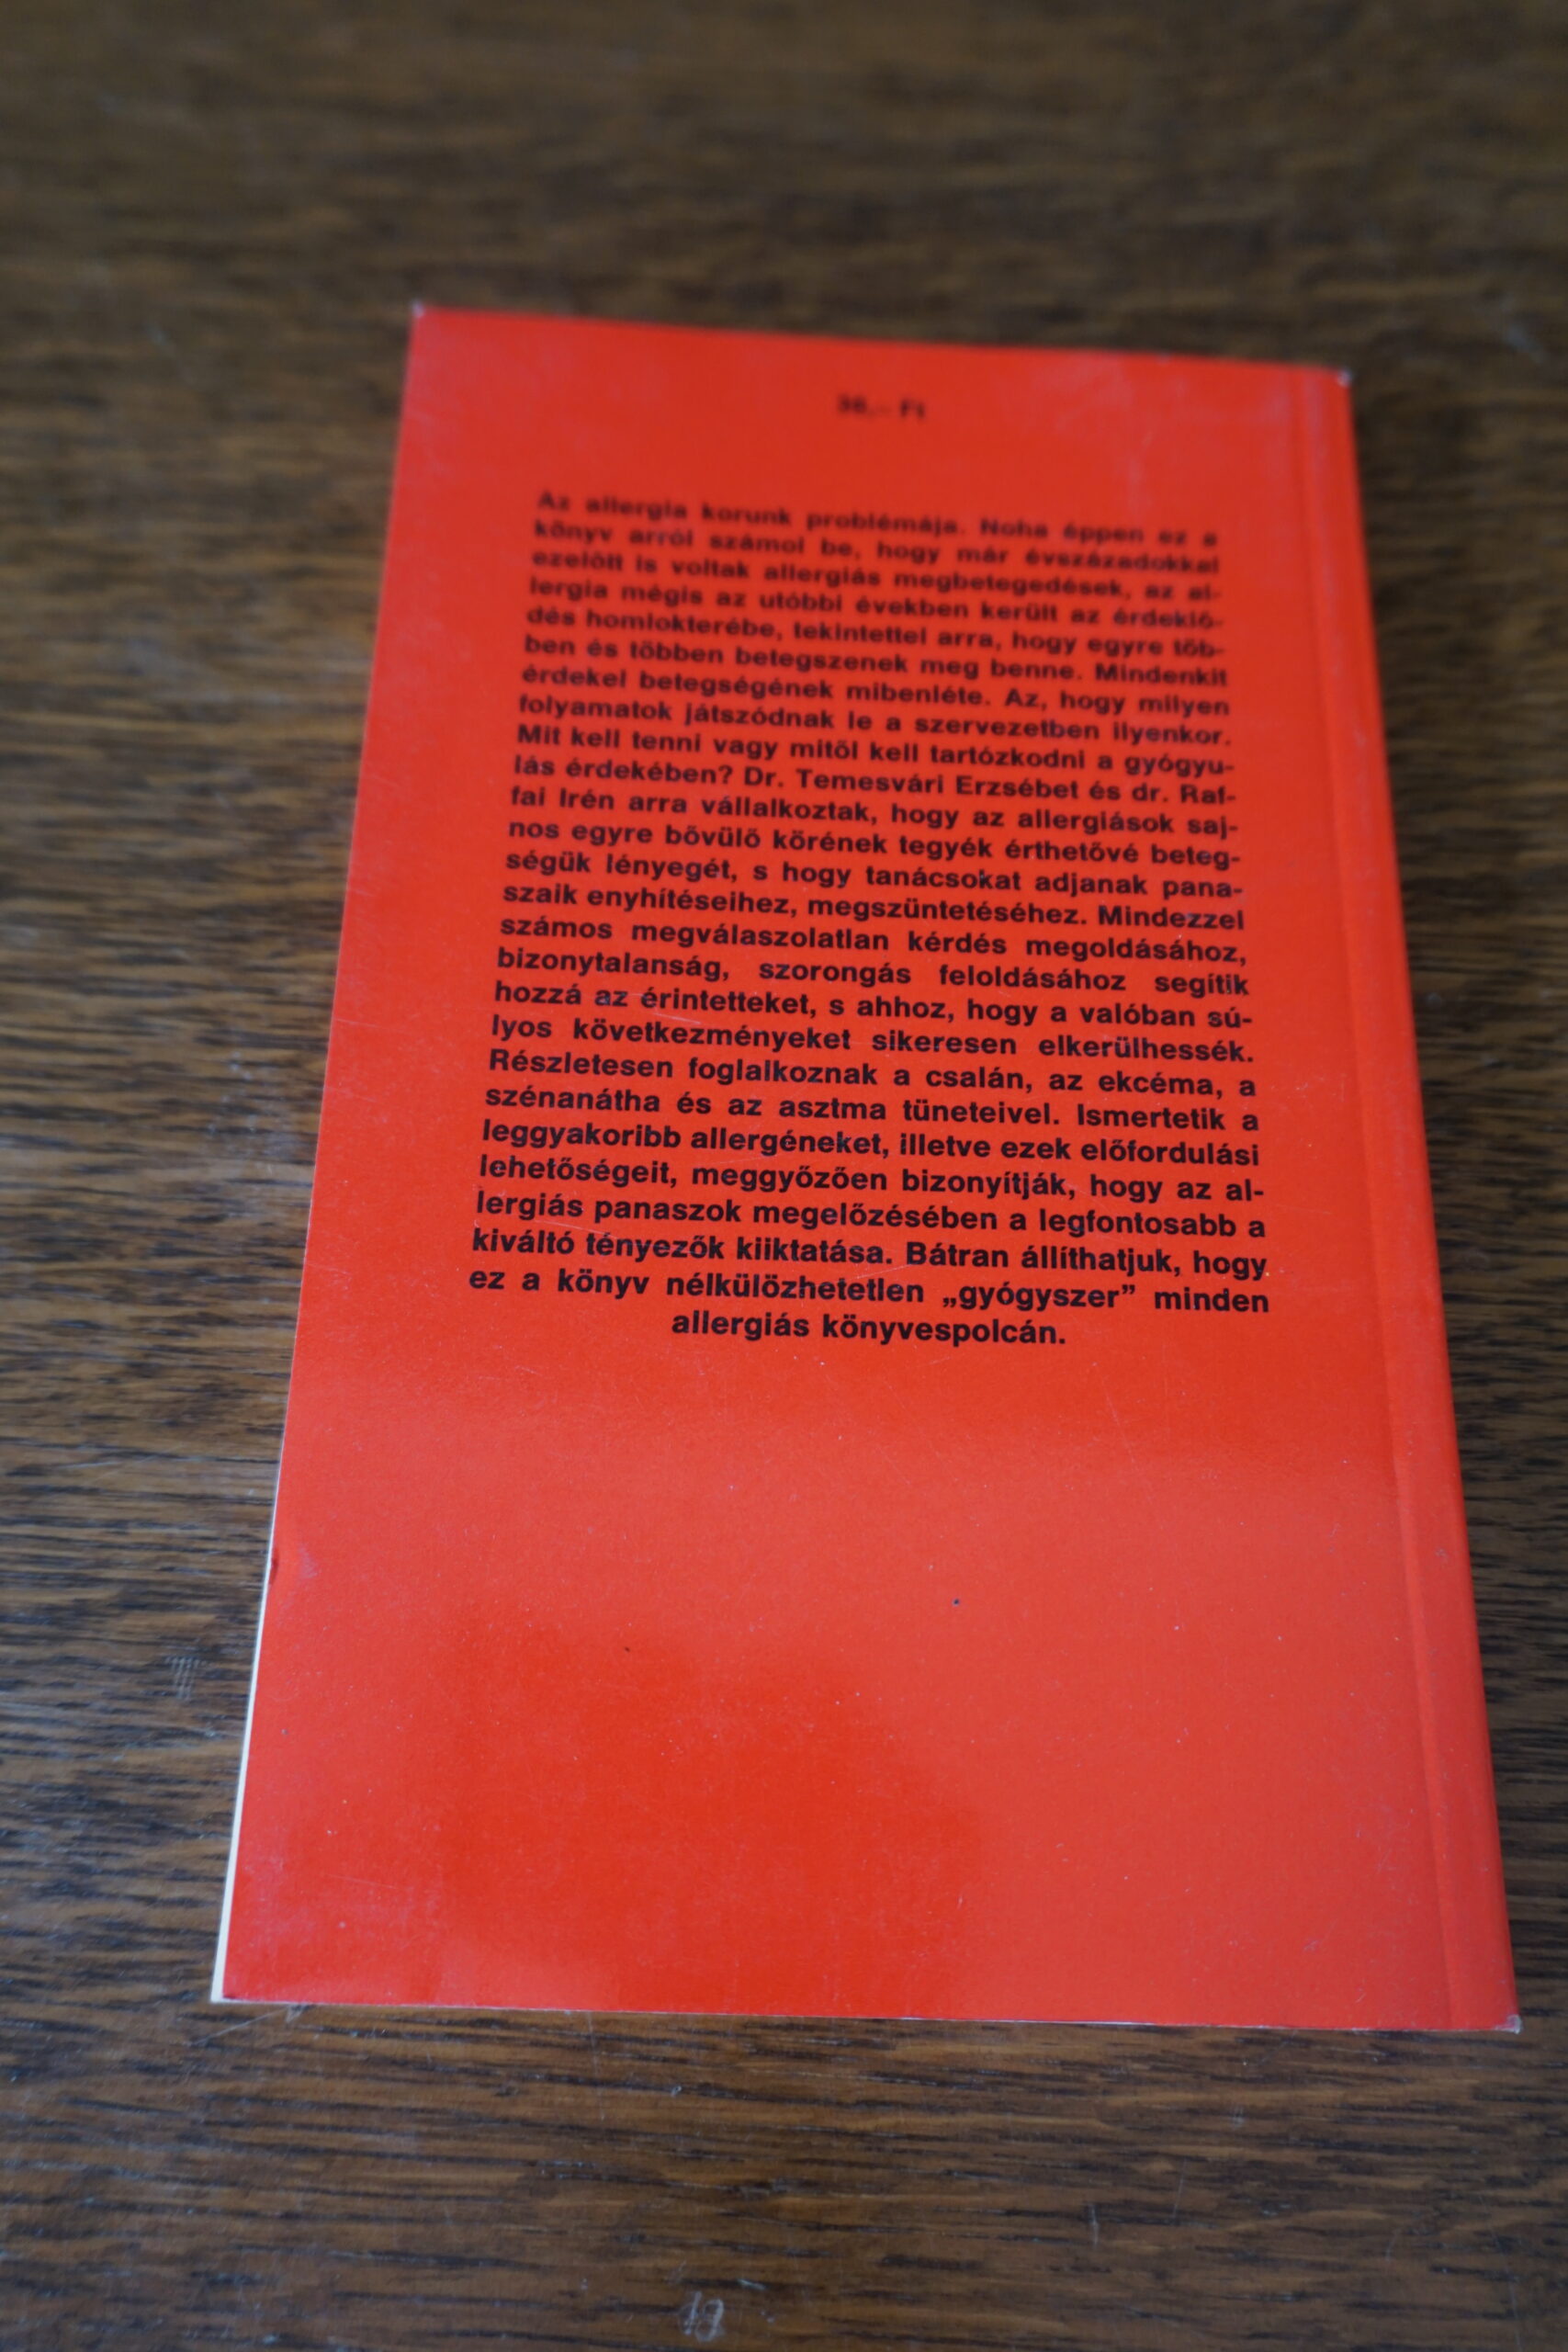 36,– Ft
Az allergia korunk problémája. Noha éppen ez a
könyv arról számol be, hogy már évszázadokkal
ezelőtt is voltak allergiás megbetegedések, az al-
lergia mégis az utóbbi években került az érdeklő-
dés homlokterébe, tekintettel arra, hogy egyre töb-
ben és többen betegszenek meg benne. Mindenkit
érdekel betegségének mibenléte. Az, hogy milyen
folyamatok játszódnak le a szervezetben ilyenkor.
Mit kell tenni vagy mitől kell tartózkodni a gyógyu-
lás érdekében? Dr. Temesvári Erzsébet és dr. Raf-
fai Irén arra vállalkoztak, hogy az allergiások saj-
nos egyre bővülő körének tegyék érthetővé beteg-
ségük lényegét, s hogy tanácsokat adjanak pana-
szaik enyhítéseihez, megszüntetéséhez. Mindezzel
számos megválaszolatlan kérdés megoldásához,
bizonytalanság, szorongás feloldásához segítik
hozzá az érintetteket, s ahhoz, hogy a valóban sú-
lyos következményeket sikeresen elkerülhessék.
Részletesen foglalkoznak a csalán, az ekcéma, a
szénanátha és az asztma tüneteivel. Ismertetik a
leggyakoribb allergéneket, illetve ezek előfordulási
lehetőségeit, meggyőzően bizonyítják, hogy az al-
lergiás panaszok megelőzésében a legfontosabb a
kiváltó tényezők kiiktatása. Bátran állíthatjuk, hogy
ez a könyv nélkülözhetetlen „gyógyszer” minden
allergiás könyvespolcán.